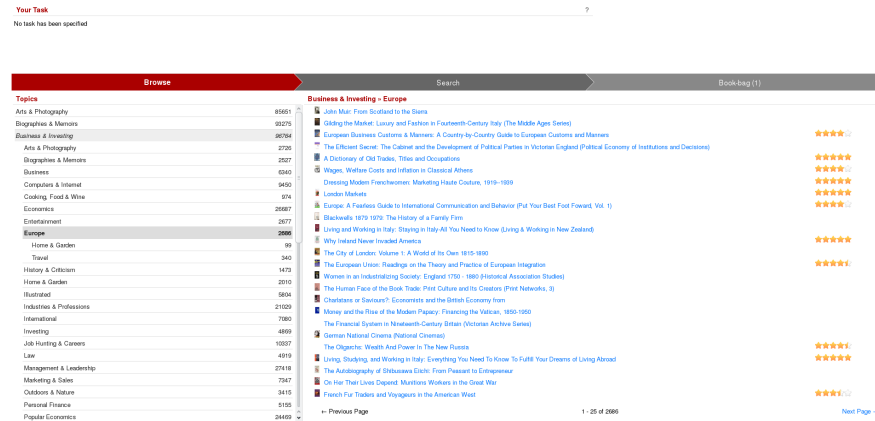 Your Task ?
No task has been specified
Browse Search Book-bag (1)
Topics
Arts & Photography 85651
Biographies & Memoirs 93275
Business & Investing 96764
Arts & Photography 2726
Biographies & Memoirs 2527
Business 6340
Computers & Internet 9450
Cooking, Food & Wine 974
Economics 26687
Entertainment 2677
Europe 2686
Home & Garden 99
Travel 340
History & Criticism 1473
Home & Garden 2010
Illustrated 5804
Industries & Professions 21029
International 7080
Investing 4869
Job Hunting & Careers 10337
Law 4919
Management & Leadership 27418
Marketing & Sales 7347
Outdoors & Nature 3415
Personal Finance 5155
Popular Economics 24469
Business & Investing » Europe
John Muir: From Scotland to the Sierra
Gilding the Market: Luxury and Fashion in Fourteenth-Century Italy (The Middle Ages Series)
European Business Customs & Manners: A Country-by-Country Guide to European Customs and Manners
The Efficient Secret: The Cabinet and the Development of Political Parties in Victorian England (Political Economy of Institutions and Decisions)
A Dictionary of Old Trades, Titles and Occupations
Wages, Welfare Costs and Inflation in Classical Athens
Dressing Modern Frenchwomen: Marketing Haute Couture, 1919–1939
London Markets
Europe: A Fearless Guide to International Communication and Behavior (Put Your Best Foot Foward, Vol. 1)
Blackwells 1879 1979: The History of a Family Firm
Living and Working in Italy: Staying in Italy-All You Need to Know (Living & Working in New Zealand)
Why Ireland Never Invaded America
The City of London: Volume 1: A World of Its Own 1815-1890
The European Union: Readings on the Theory and Practice of European Integration
Women in an Industrializing Society: England 1750 - 1880 (Historical Association Studies)
The Human Face of the Book Trade: Print Culture and Its Creators (Print Networks, 3)
Charlatans or Saviours?: Economists and the British Economy from
Money and the Rise of the Modern Papacy: Financing the Vatican, 1850-1950
The Financial System in Nineteenth-Century Britain (Victorian Archive Series)
German National Cinema (National Cinemas)
The Oligarchs: Wealth And Power In The New Russia
Living, Studying, and Working in Italy: Everything You Need To Know To Fulfill Your Dreams of Living Abroad
The Autobiography of Shibusawa Eiichi: From Peasant to Entrepreneur
On Her Their Lives Depend: Munitions Workers in the Great War
French Fur Traders and Voyageurs in the American West
← Previous Page 1 - 25 of 2686 Next Page